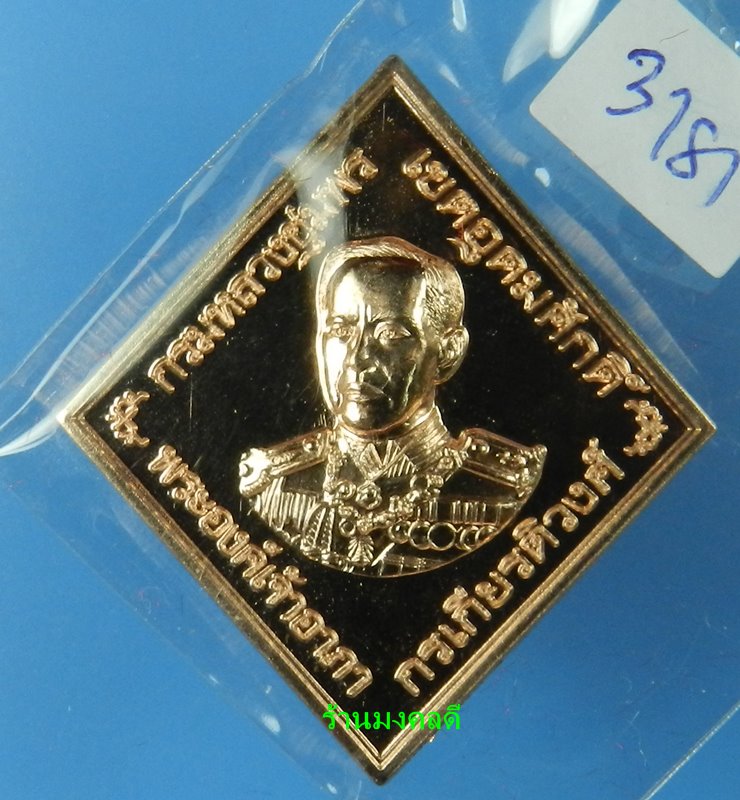 กรมหลวงชุมพร
เขตอุดมศักดิ์
พระองค์เจ้าอาภา
กรเกียรติวงศ์
ร้านมงคลดี